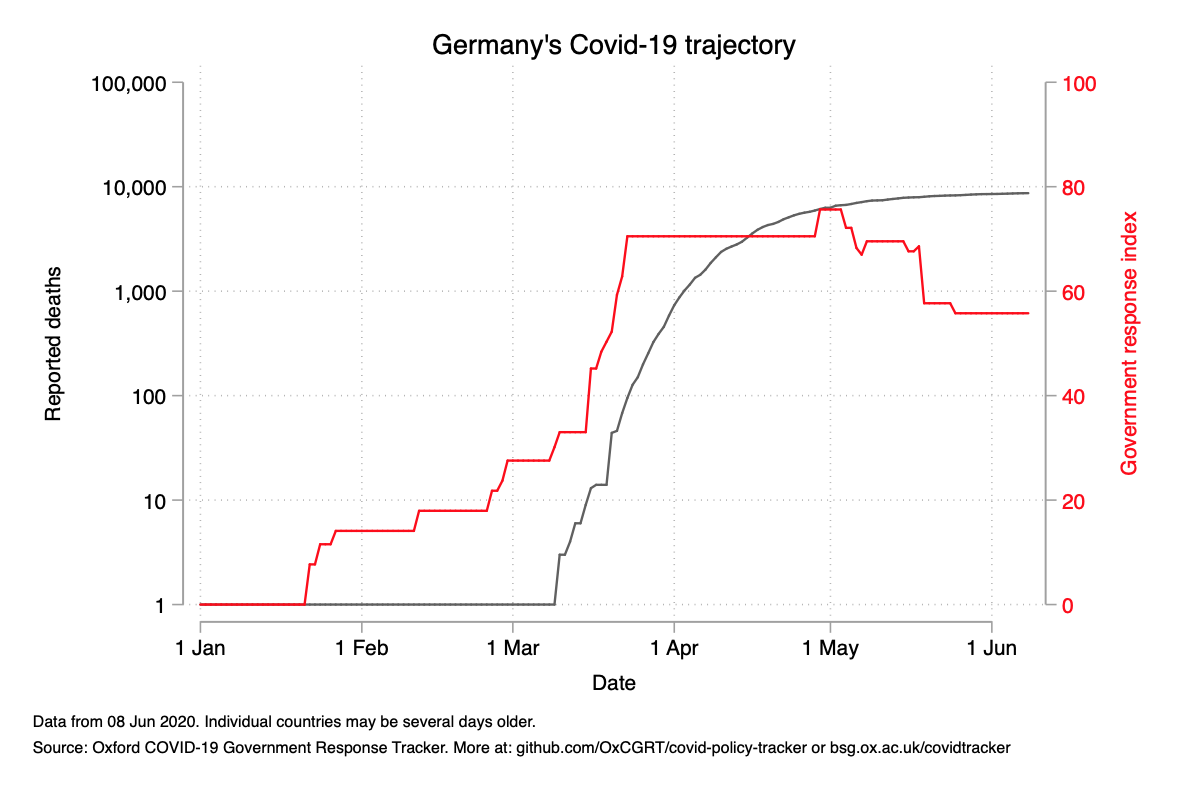 Germany's Covid-19 trajectory
100,000
10,000
1,000
100
10
1
Reported deaths
100
80
60
40
20
0
Government response index
1 Jan
1 Feb
1 Mar
1 Apr
1 May
1 Jun
Date
Data from 08 Jun 2020. Individual countries may be several days older.
Source: Oxford COVID-19 Government Response Tracker. More at: github.com/OxCGRT/covid-policy-tracker or bsg.ox.ac.uk/covidtracker